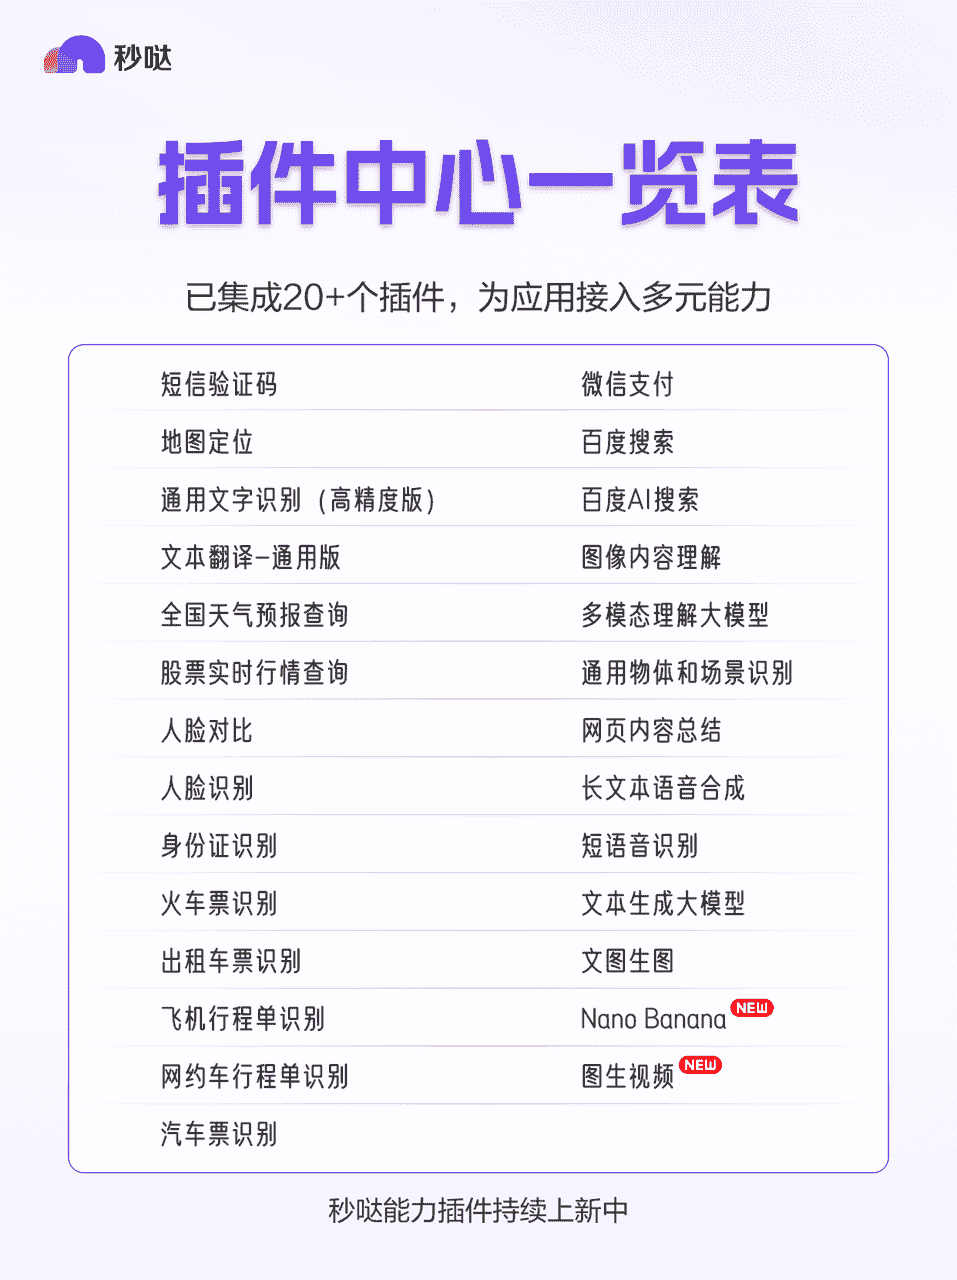 秒哒
插件中心一览表
已集成20+个插件，为应用接入多元能力
短信验证码
微信支付
地图定位
百度搜索
通用文字识别（高精度版）
百度AI搜索
文本翻译-通用版
图像内容理解
全国天气预报查询
多模态理解大模型
股票实时行情查询
通用物体和场景识别
人脸对比
网页内容总结
人脸识别
长文本语音合成
身份证识别
短语音识别
火车票识别
文本生成大模型
出租车票识别
文图生图
飞机行程单识别
Nano Banana NEW
网约车行程单识别
图生视频 NEW
汽车票识别
秒哒能力插件持续上新中